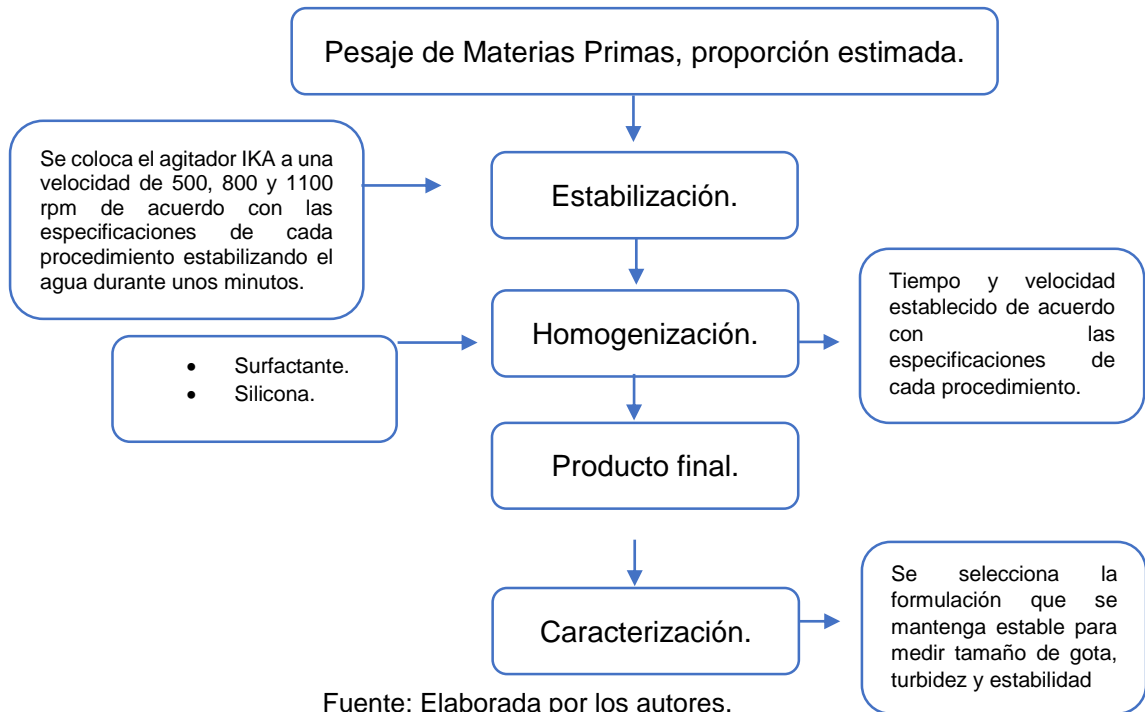 Pesaje de Materias Primas, proporción estimada.
Se coloca el agitador IKA a una
velocidad de 500, 800 y 1100
rpm de acuerdo con las
especificaciones de cada
procedimiento estabilizando el
agua durante unos minutos.
Estabilización.
• Surfactante.
• Silicona.
Homogenización.
Tiempo y velocidad
establecido de acuerdo
con las
especificaciones de
cada procedimiento.
Producto final.
Caracterización.
Se selecciona la
formulación que se
mantenga estable para
medir tamaño de gota,
turbidez y estabilidad
Fuente: Elaborada por los autores.